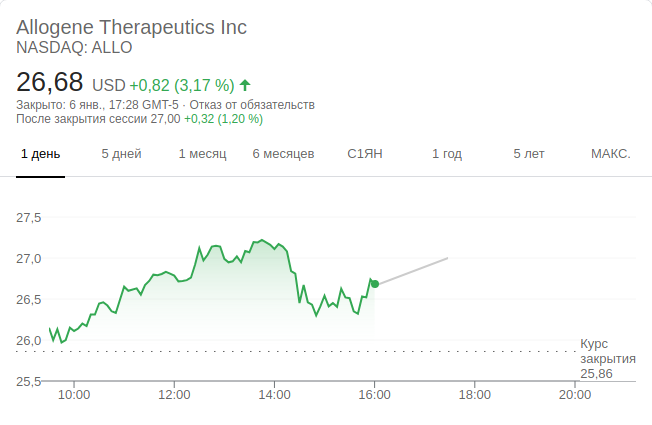 Allogene Therapeutics Inc
NASDAQ: ALLO
26,68 USD +0,82 (3,17 %)
Закрыто: 6 янв., 17:28 GMT-5 · Отказ от обязательств
После закрытия сессии 27,00 +0,32 (1,20 %)
1 день 5 дней 1 месяц 6 месяцев С1ЯН 1 год 5 лет МАКС.
27,5
27,0
26,5
26,0
25,5
Курс
закрытия
25,86
10:00 12:00 14:00 16:00 18:00 20:00